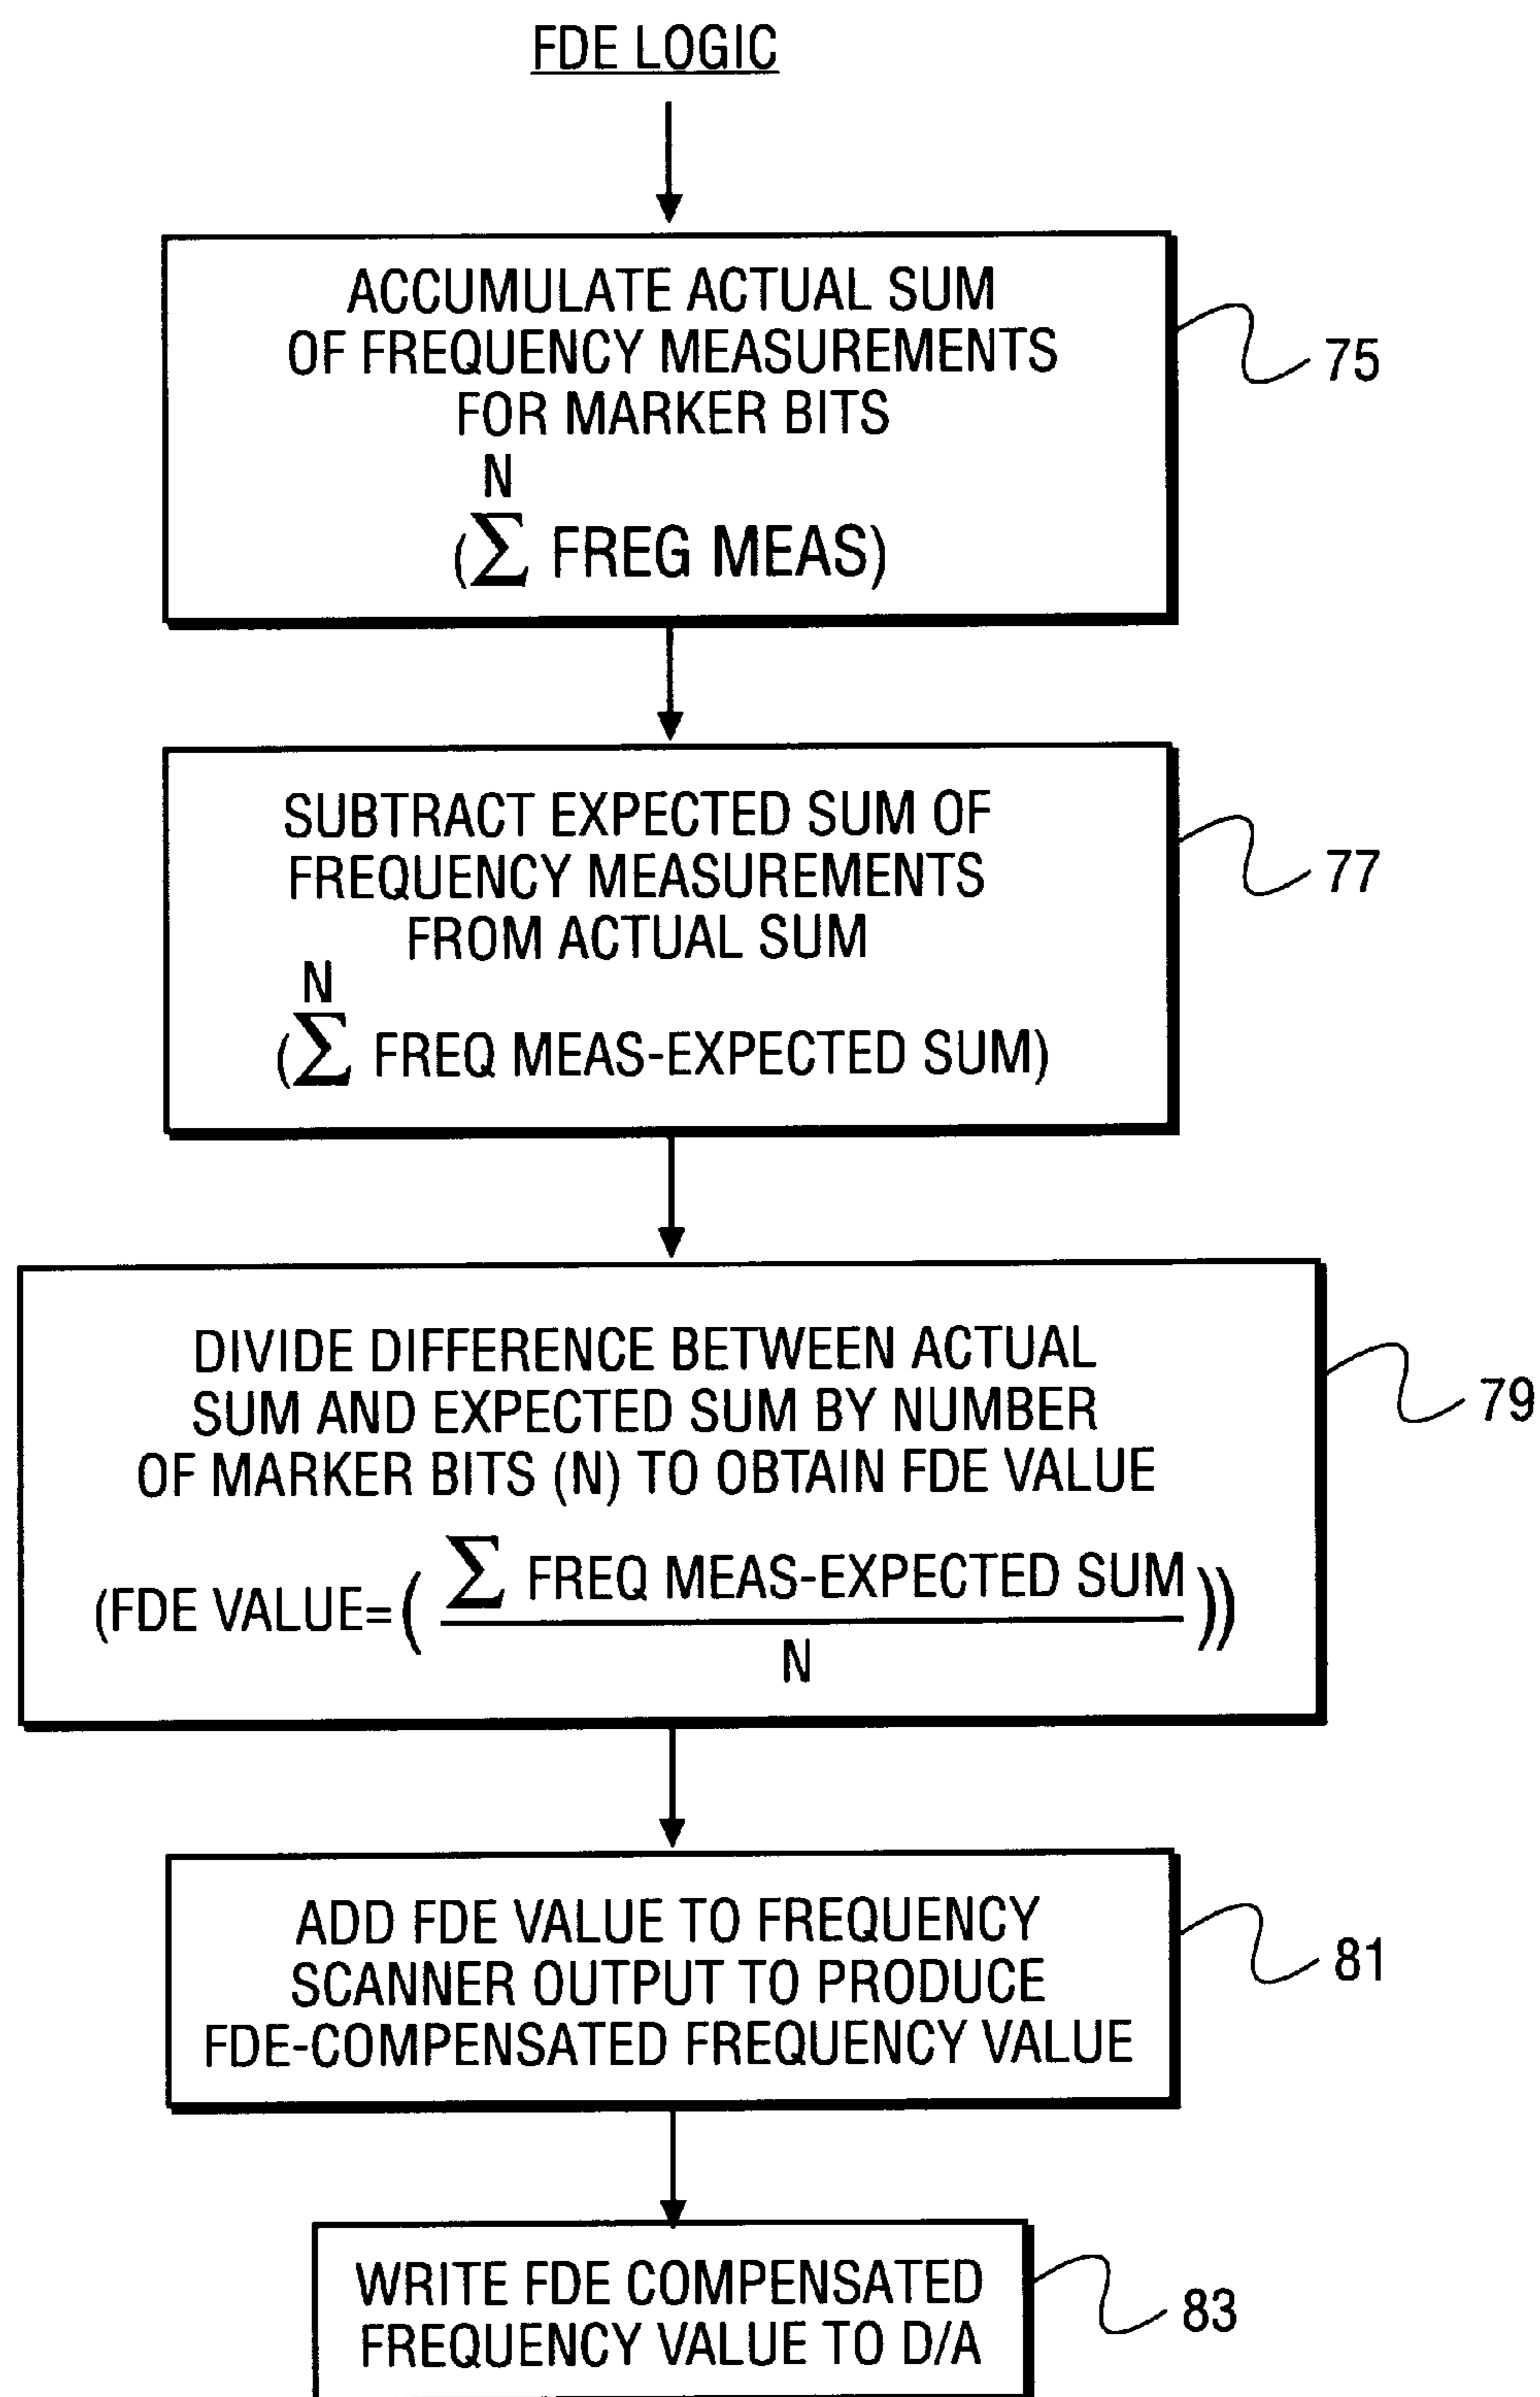 FDE LOGIC
ACCUMULATE ACTUAL SUM
OF FREQUENCY MEASUREMENTS
FOR MARKER BITS
N
(∑ FREG MEAS)
75
SUBTRACT EXPECTED SUM OF
FREQUENCY MEASUREMENTS
FROM ACTUAL SUM
N
(∑ FREQ MEAS-EXPECTED SUM)
77
DIVIDE DIFFERENCE BETWEEN ACTUAL
SUM AND EXPECTED SUM BY NUMBER
OF MARKER BITS (N) TO OBTAIN FDE VALUE
(FDE VALUE=( ∑ FREQ MEAS-EXPECTED SUM ))
N
79
ADD FDE VALUE TO FREQUENCY
SCANNER OUTPUT TO PRODUCE
FDE-COMPENSATED FREQUENCY VALUE
81
WRITE FDE COMPENSATED
FREQUENCY VALUE TO D/A
83